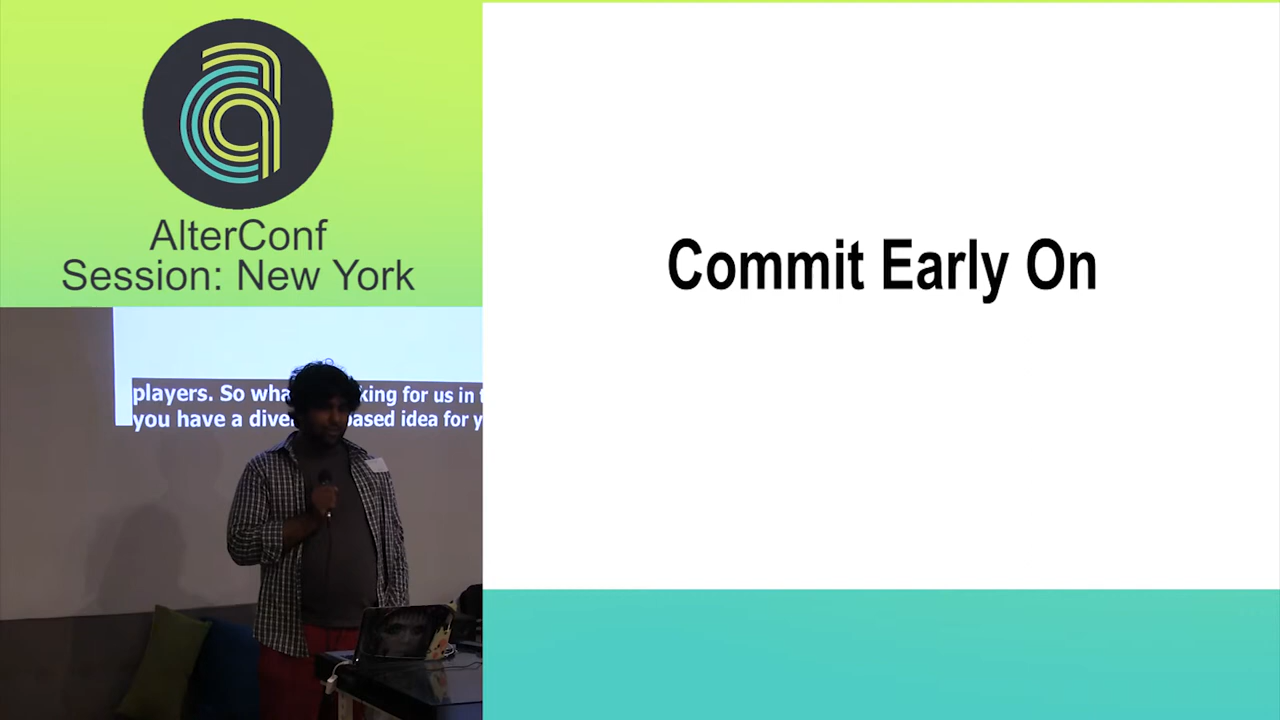 AlterConf
Session: New York
Commit Early On
players. So wha king for us in
you have a dive ased idea for